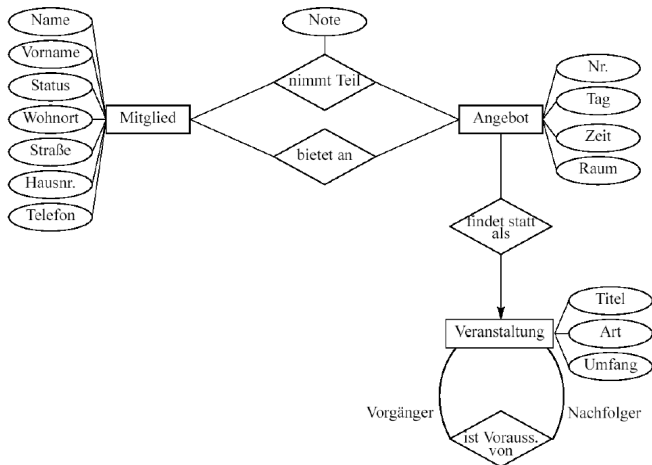 Name
Vorname
Status
Wohnort
Straße
Hausnr.
Telefon
Mitglied
Note
nimmt Teil
bietet an
Angebot
Nr.
Tag
Zeit
Raum
findet statt
als
Veranstaltung
Titel
Art
Umfang
Vorgänger
Nachfolger
ist Vorauss.
von